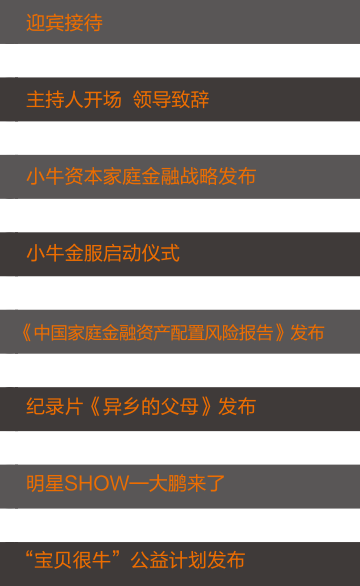 迎宾接待
主持人开场 领导致辞
小牛资本家庭金融战略发布
小牛金服启动仪式
《中国家庭金融资产配置风险报告》发布
纪录片《异乡的父母》发布
明星SHOW—大鹏来了
“宝贝很牛”公益计划发布